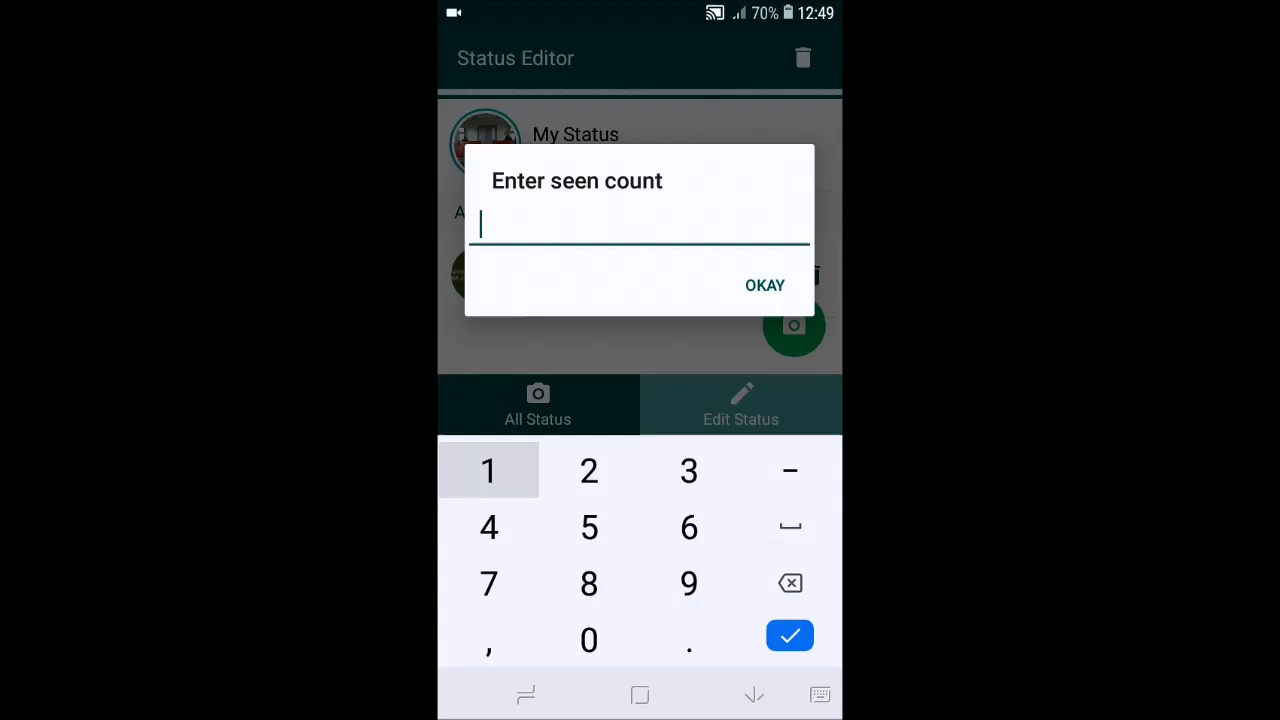 70% 12:49
Status Editor
My Status
Enter seen count
A
OKAY
All Status
Edit Status
1 2 3 -
4 5 6
7 8 9
, 0 .